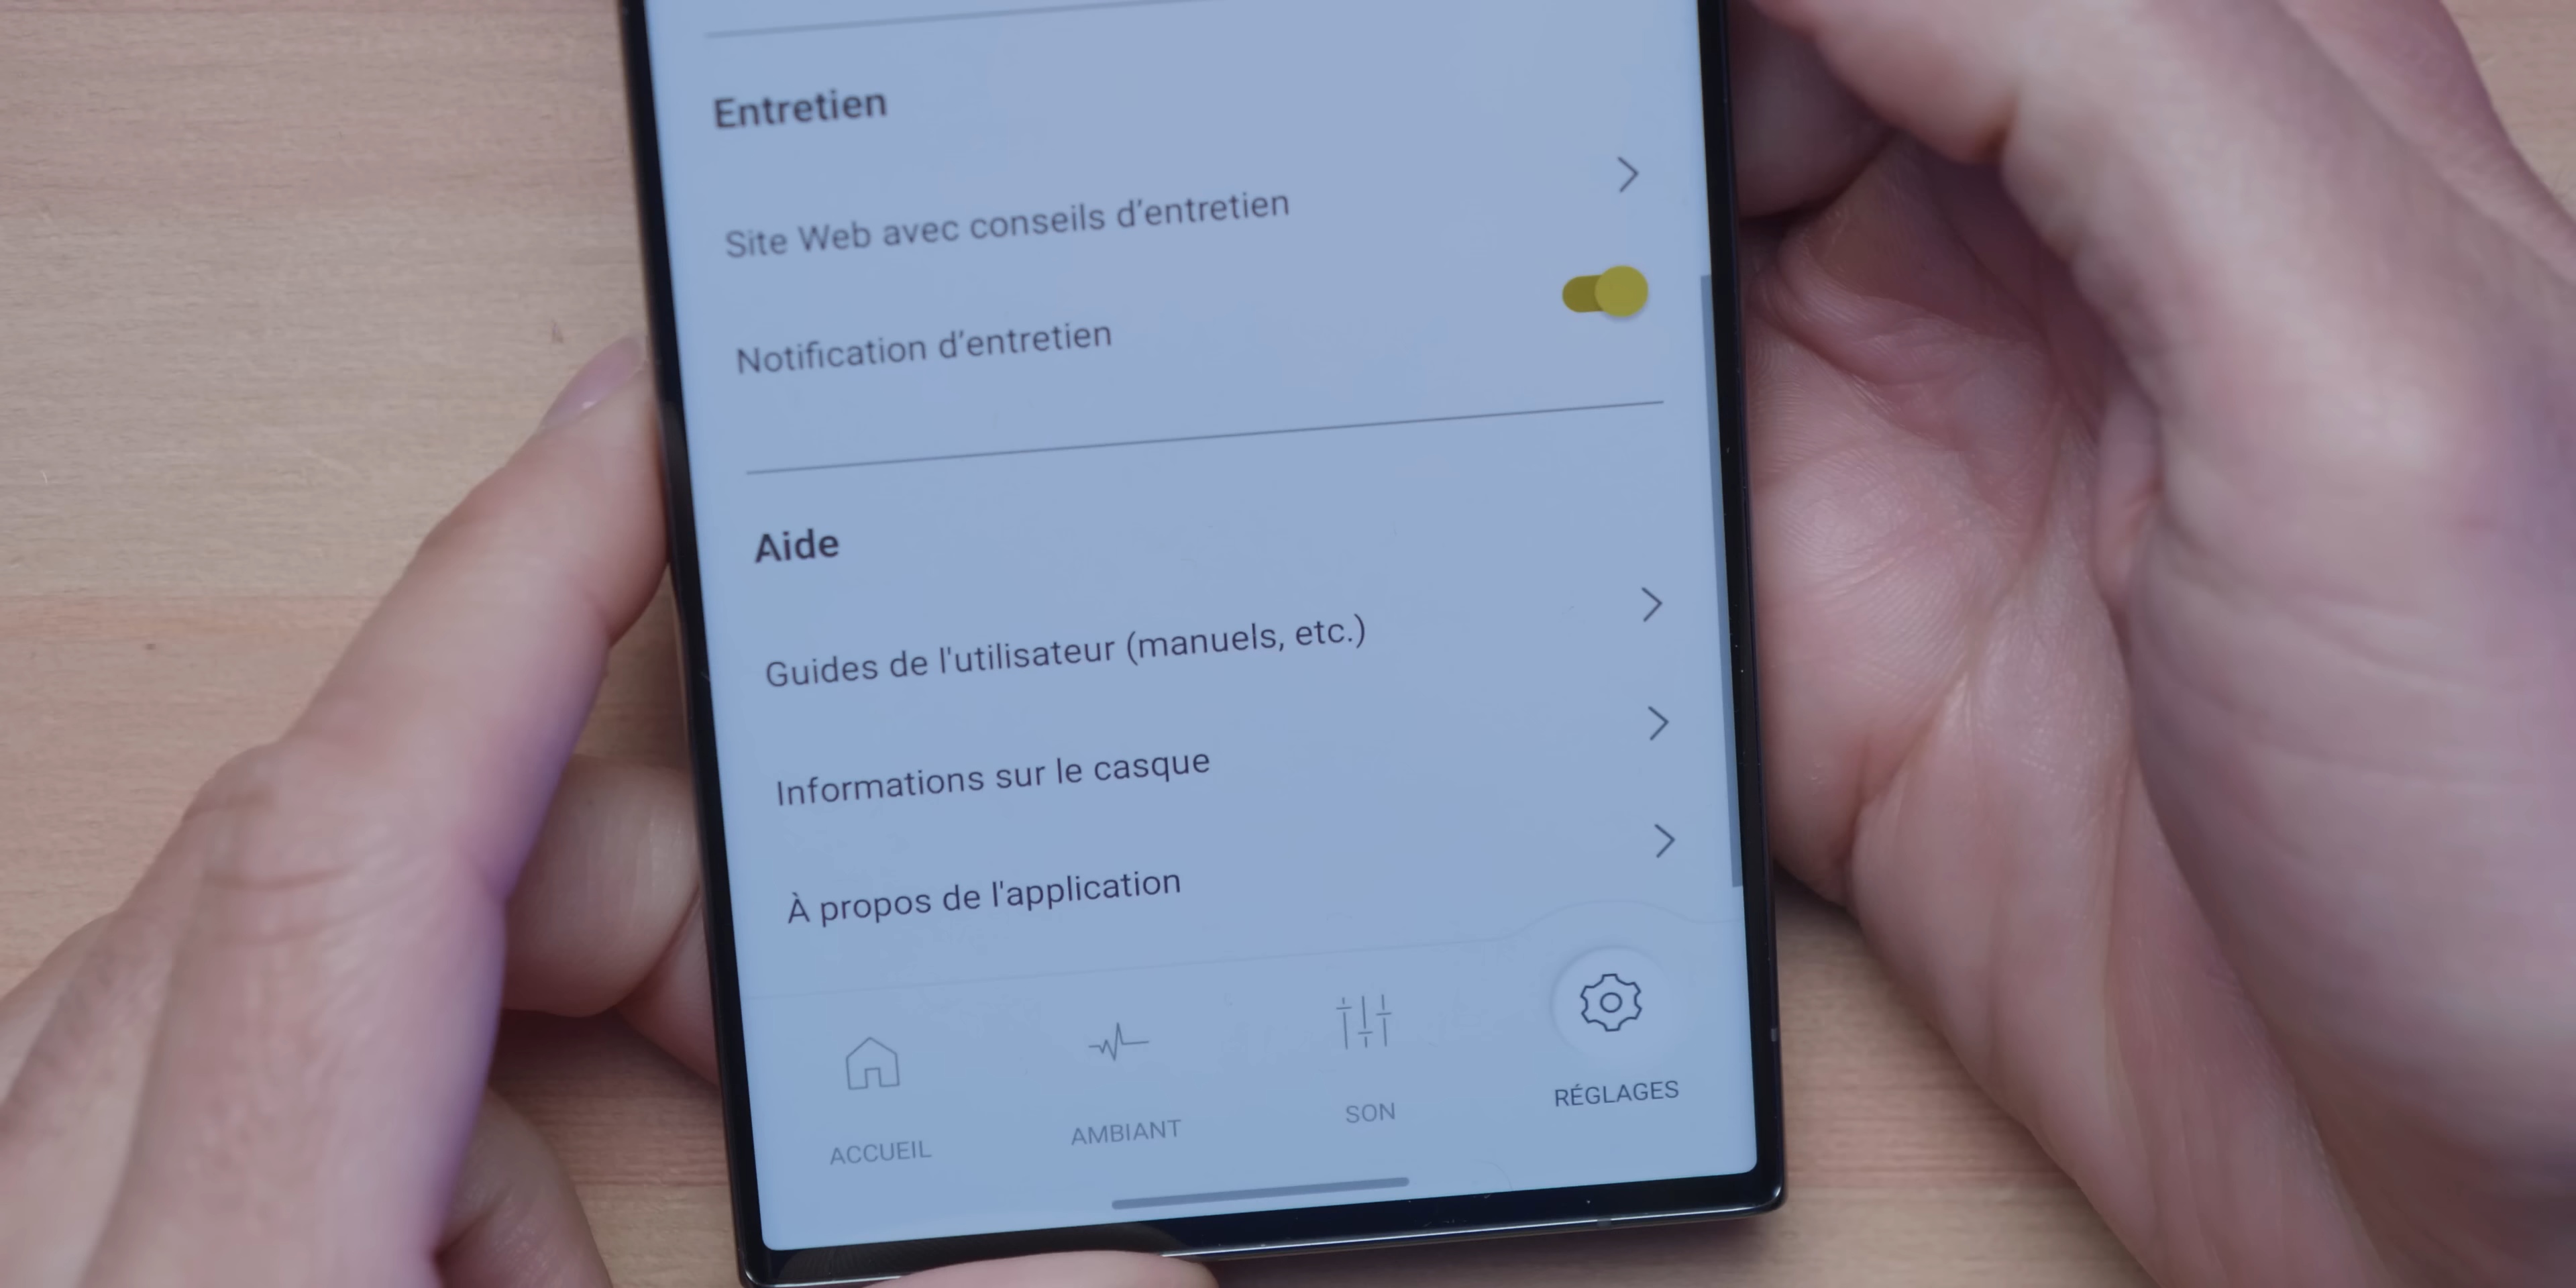 Entretien
Site Web avec conseils d’entretien
Notification d’entretien
Aide
Guides de l'utilisateur (manuels, etc.)
Informations sur le casque
À propos de l'application
ACCUEIL
AMBIANT
SON
RÉGLAGES